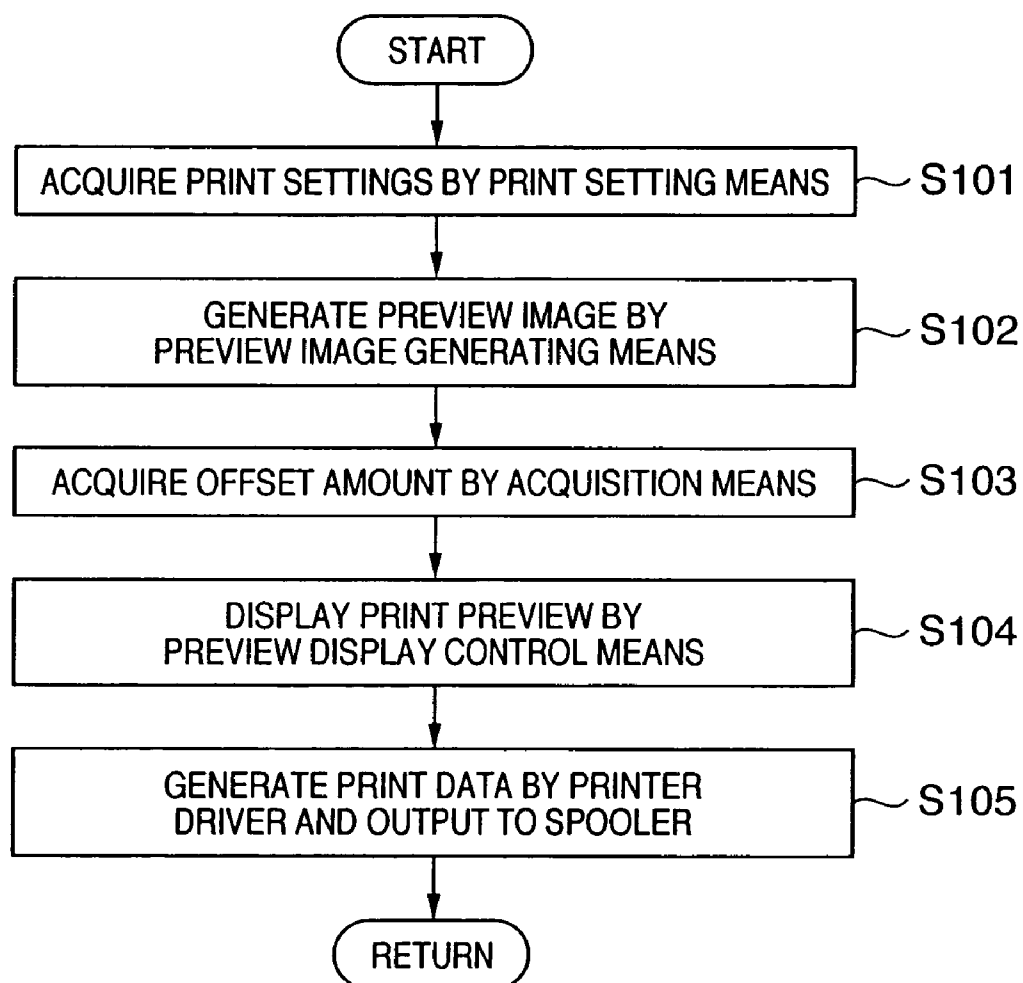 START
ACQUIRE PRINT SETTINGS BY PRINT SETTING MEANS
S101
GENERATE PREVIEW IMAGE BY
PREVIEW IMAGE GENERATING MEANS
S102
ACQUIRE OFFSET AMOUNT BY ACQUISITION MEANS
S103
DISPLAY PRINT PREVIEW BY
PREVIEW DISPLAY CONTROL MEANS
S104
GENERATE PRINT DATA BY PRINTER
DRIVER AND OUTPUT TO SPOOLER
S105
RETURN